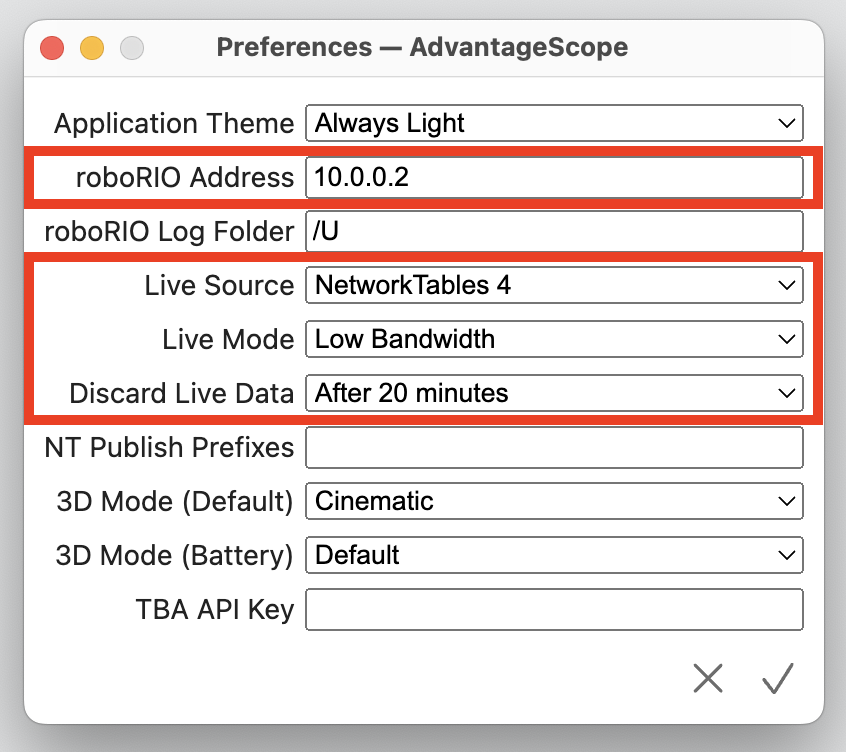 Preferences — AdvantageScope
Application Theme Always Light
roboRIO Address 10.0.0.2
roboRIO Log Folder /U
Live Source NetworkTables 4
Live Mode Low Bandwidth
Discard Live Data After 20 minutes
NT Publish Prefixes
3D Mode (Default) Cinematic
3D Mode (Battery) Default
TBA API Key